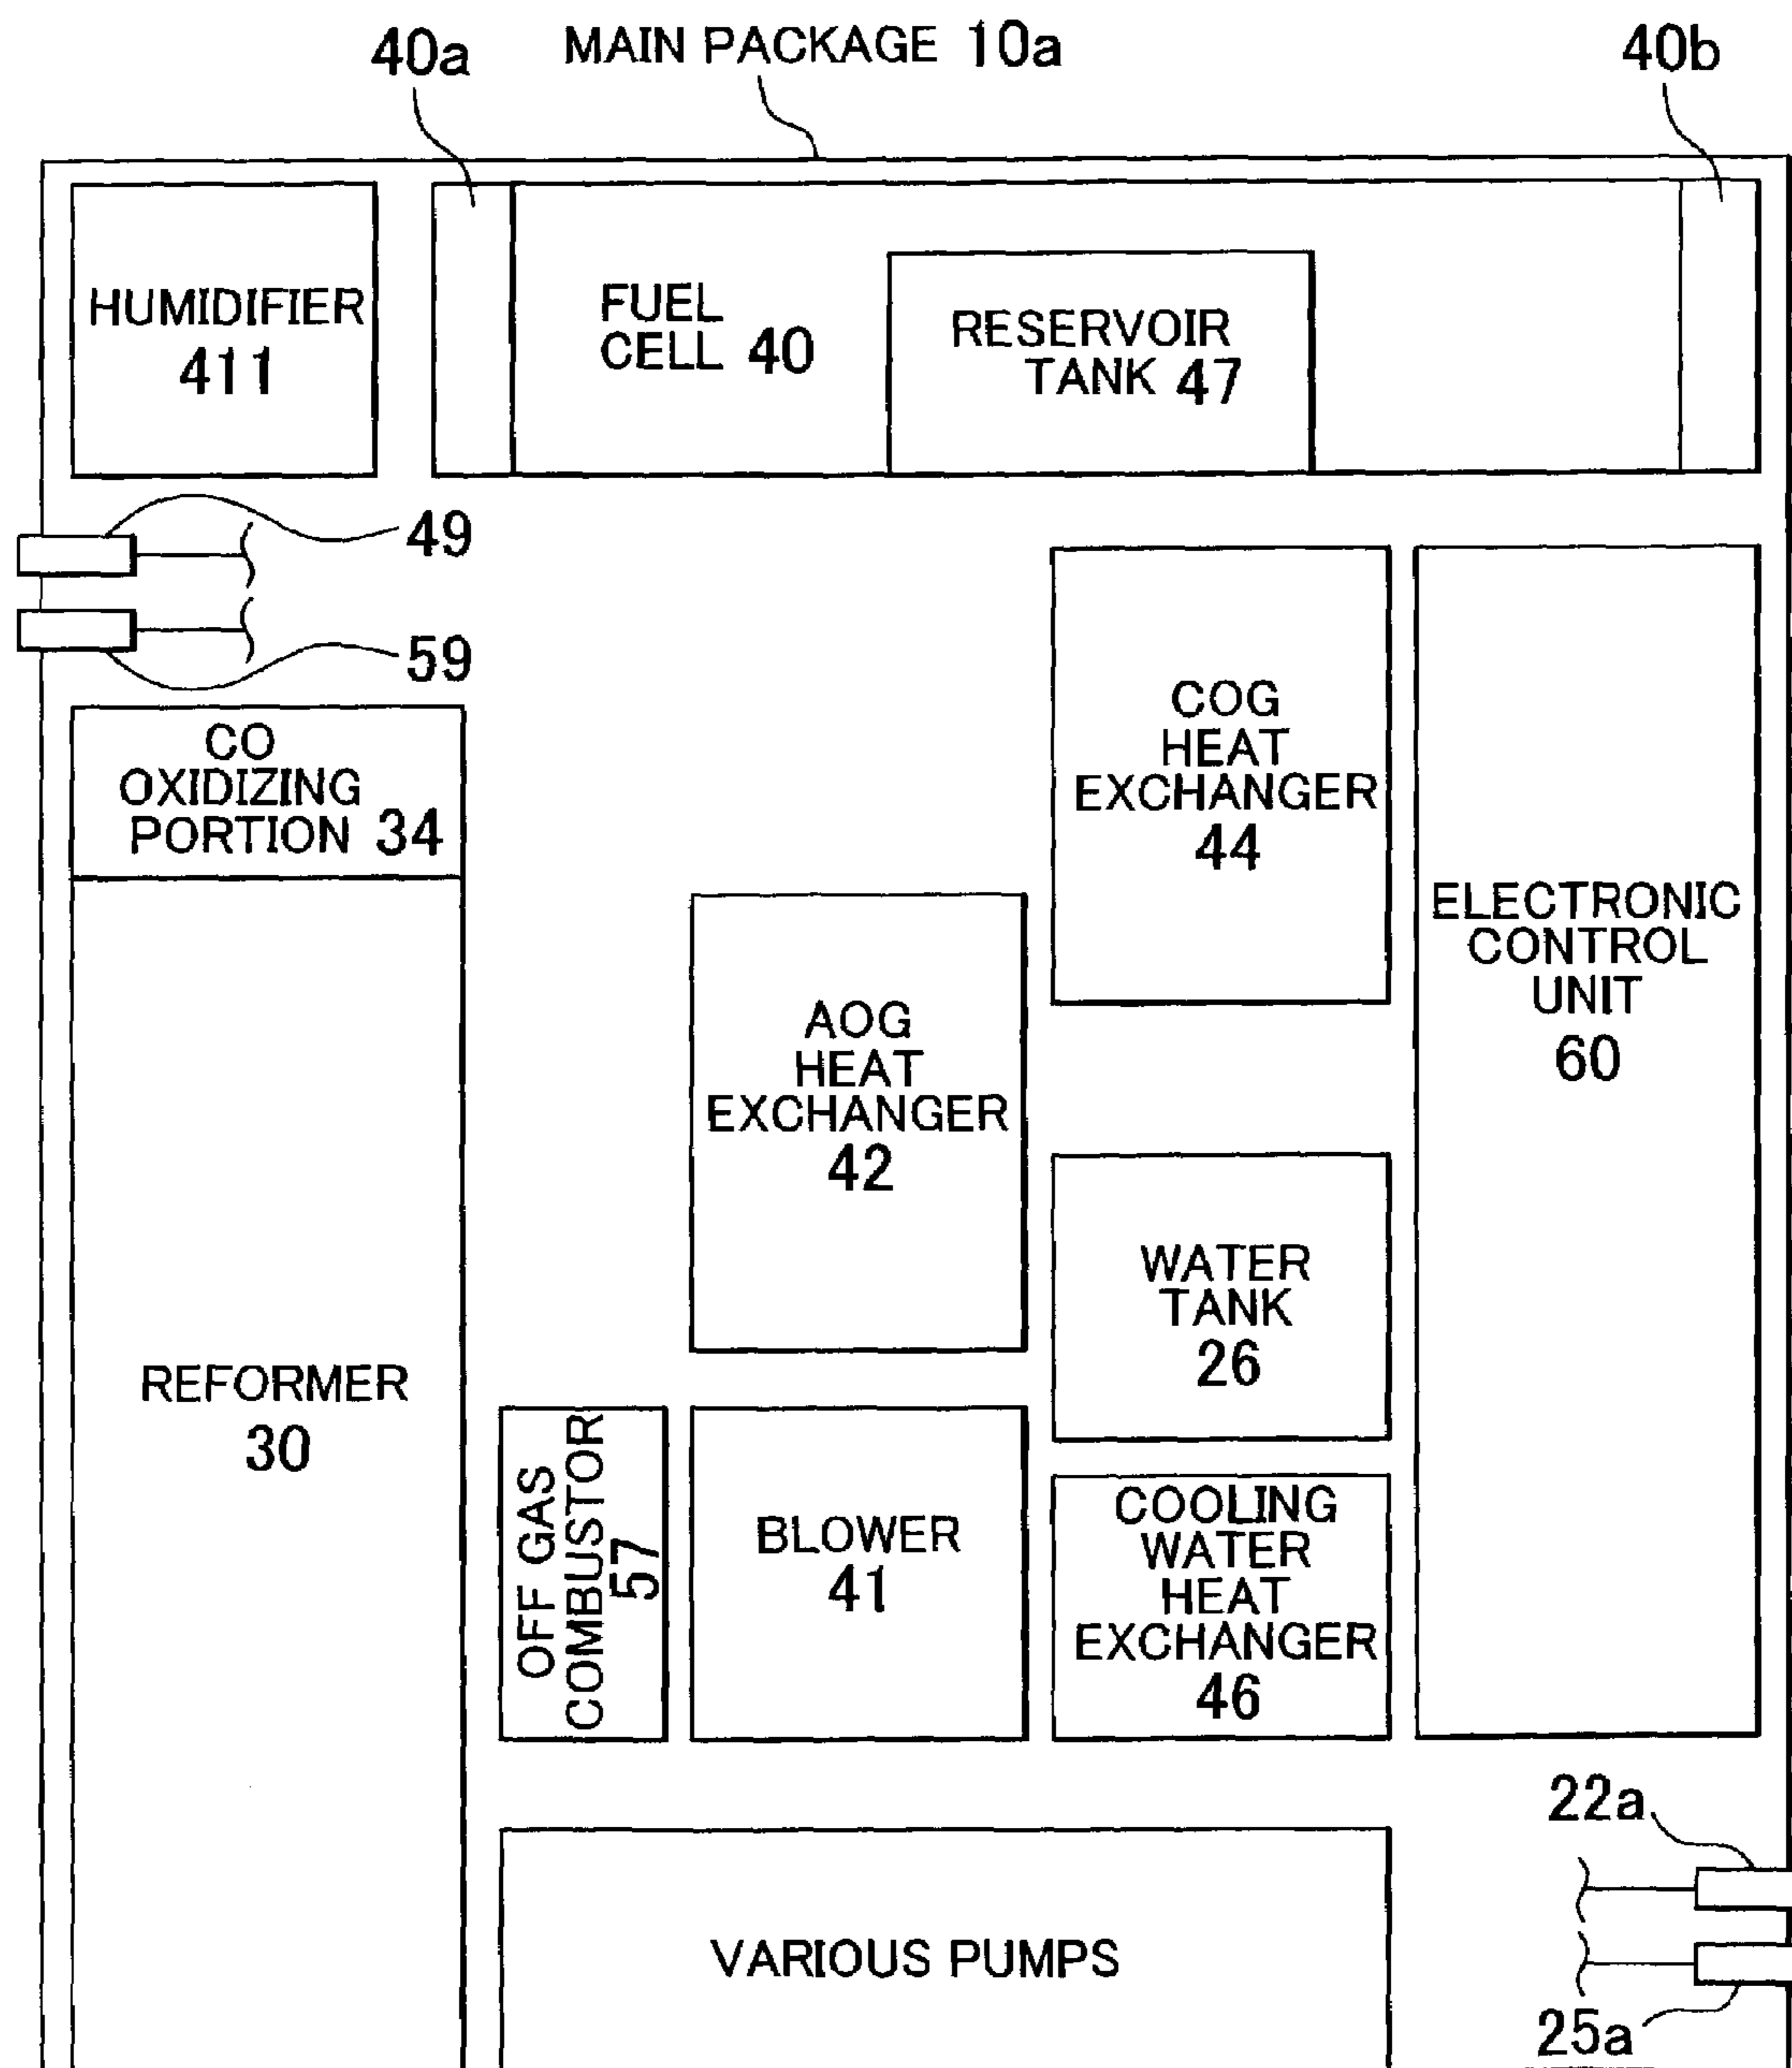 40a
MAIN PACKAGE 10a
40b
HUMIDIFIER
411
FUEL
CELL 40
RESERVOIR
TANK 47
49
59
CO
OXIDIZING
PORTION 34
COG
HEAT
EXCHANGER
44
ELECTRONIC
CONTROL
UNIT
60
AOG
HEAT
EXCHANGER
42
WATER
TANK
26
REFORMER
30
OFF GAS
COMBUSTOR
57
BLOWER
41
COOLING
WATER
HEAT
EXCHANGER
46
22a
VARIOUS PUMPS
25a